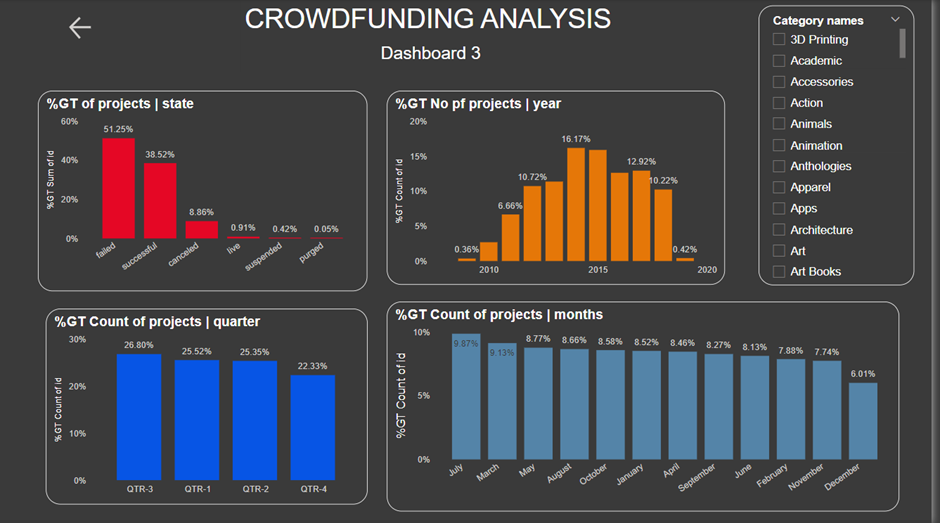 CROWDFUNDING ANALYSIS
Dashboard 3
%GT of projects | state
%GT Sum of id
60%
40%
20%
0%
51.25%
38.52%
8.86%
0.91%
0.42%
0.05%
failed
successful
canceled
live
suspended
purged
%GT No pf projects | year
%GT Count of id
20%
15%
10%
5%
0%
0.36%
6.66%
10.72%
16.17%
12.92%
10.22%
0.42%
2010
2015
2020
Category names
3D Printing
Academic
Accessories
Action
Animals
Animation
Anthologies
Apparel
Apps
Architecture
Art
Art Books
%GT Count of projects | quarter
%GT Count of Id
30%
20%
10%
0%
26.80%
25.52%
25.35%
22.33%
QTR-3
QTR-1
QTR-2
QTR-4
%GT Count of projects | months
%GT Count of Id
10%
5%
0%
9.87%
9.13%
8.77%
8.66%
8.58%
8.52%
8.46%
8.27%
8.13%
7.88%
7.74%
6.01%
July
March
May
August
October
January
April
September
June
February
November
December